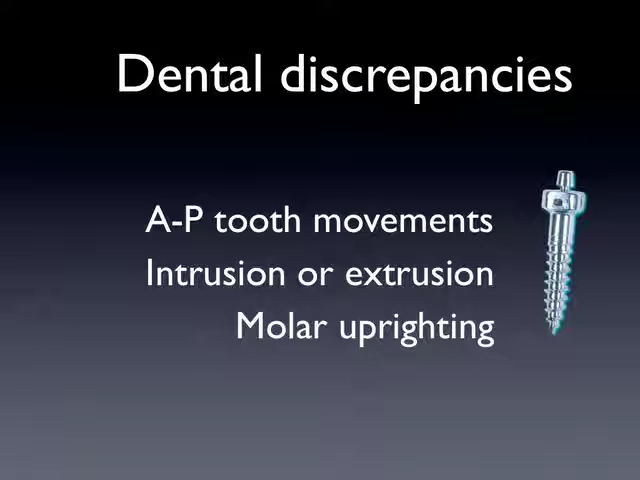 Dental discrepancies
A-P tooth movements
Intrusion or extrusion
Molar uprighting